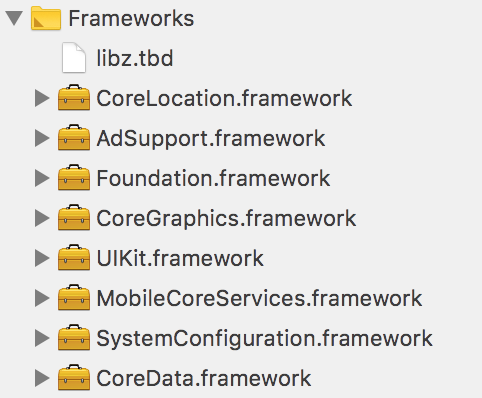 Frameworks
libz.tbd
CoreLocation.framework
AdSupport.framework
Foundation.framework
CoreGraphics.framework
UIKit.framework
MobileCoreServices.framework
SystemConfiguration.framework
CoreData.framework